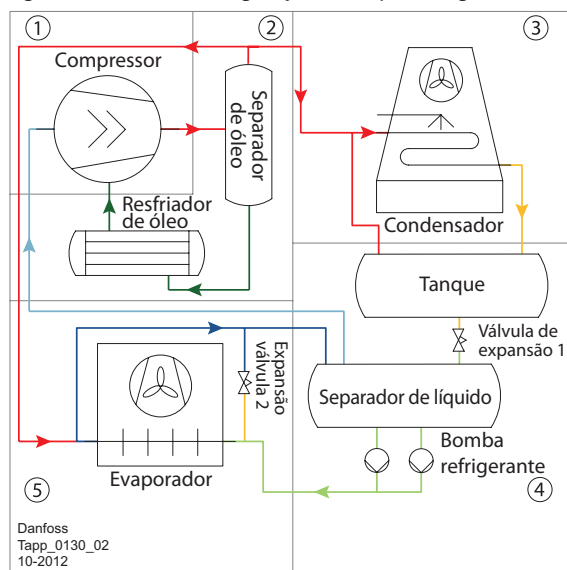 1
2
3
Compressor
Separador
de óleo
Resfriador
de óleo
Condensador
Tanque
Válvula de
expansão 1
Expansão
válvula 2
Separador de líquido
Bomba
refrigerante
Evaporador
5
4
Danfoss
Tapp_0130_02
10-2012